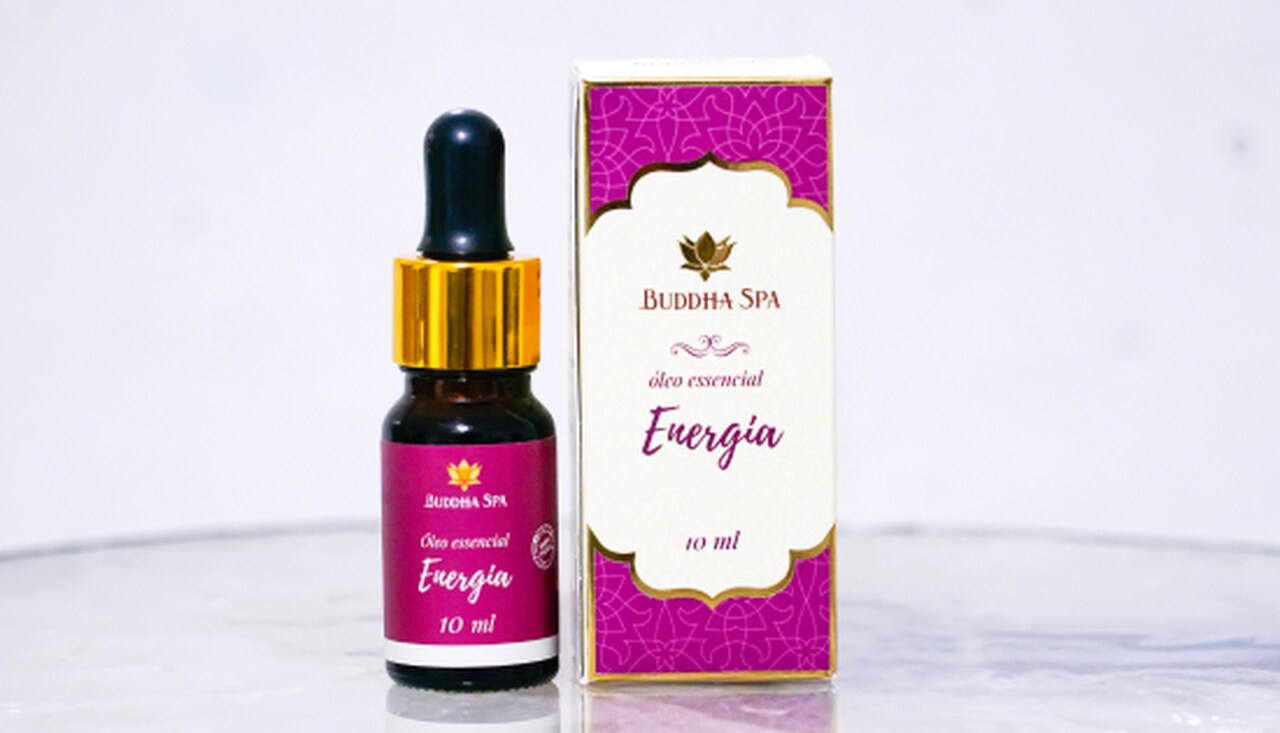 BUDDHA SPA
Óleo essencial
Energia
10 ml
BUDDHA SPA
óleo essencial
Energia
10 ml